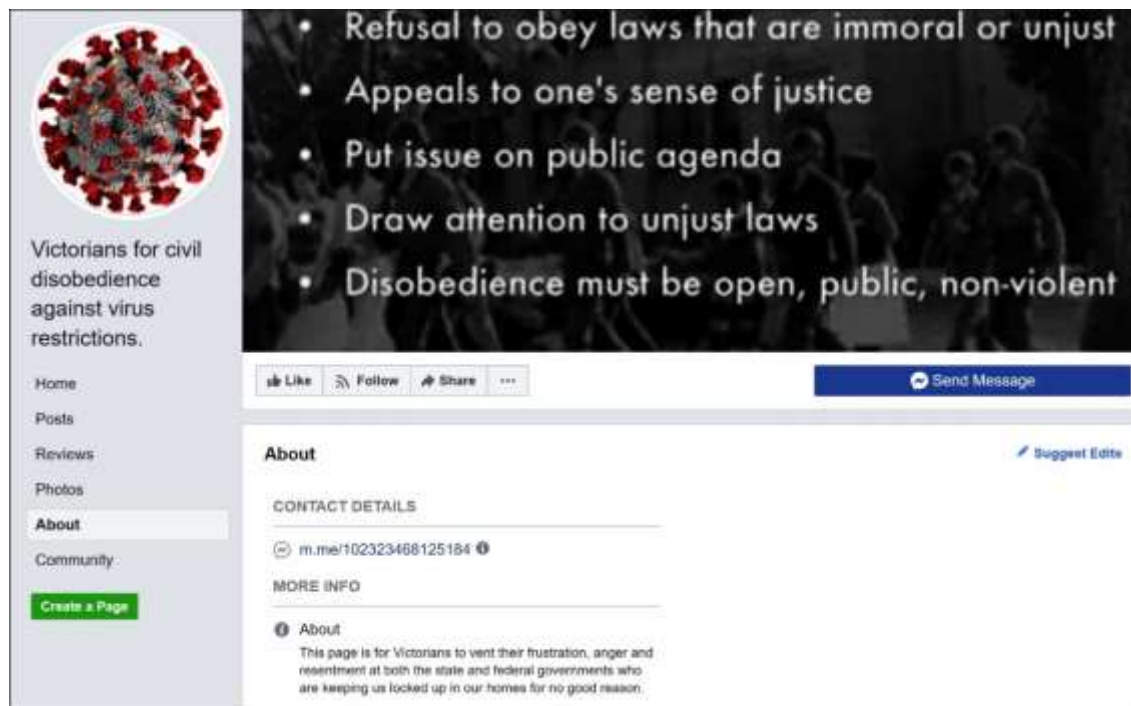 • Refusal to obey laws that are immoral or unjust
• Appeals to one's sense of justice
• Put issue on public agenda
• Draw attention to unjust laws
• Disobedience must be open, public, non-violent
Victorians for civil
disobedience
against virus
restrictions.
Home
Posts
Reviews
Photos
About
Community
Create a Page
Like Follow Share ...
Send Message
About
Suggest Edits
CONTACT DETAILS
m.me/102323468125184
MORE INFO
About
This page is for Victorians to vent their frustration, anger and
resentment at both the state and federal governments who
are keeping us locked up in our homes for no good reason.